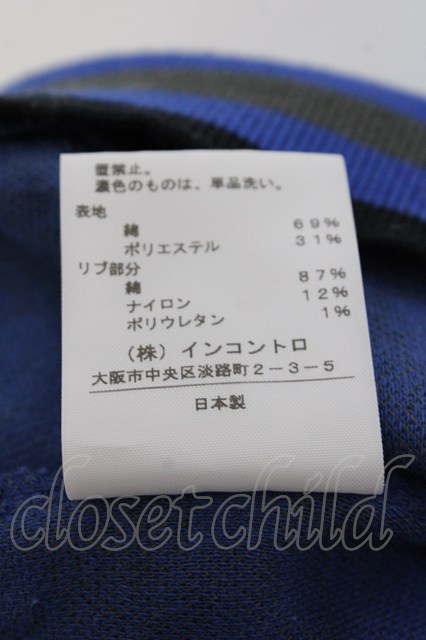 置禁止。
濃色のものは、単品洗い。
表地
綿 69%
ポリエステル 31%
リブ部分
綿 87%
ナイロン 12%
ポリウレタン 1%
（株）インコントロ
大阪市中央区淡路町2－3－5
日本製
closetchild